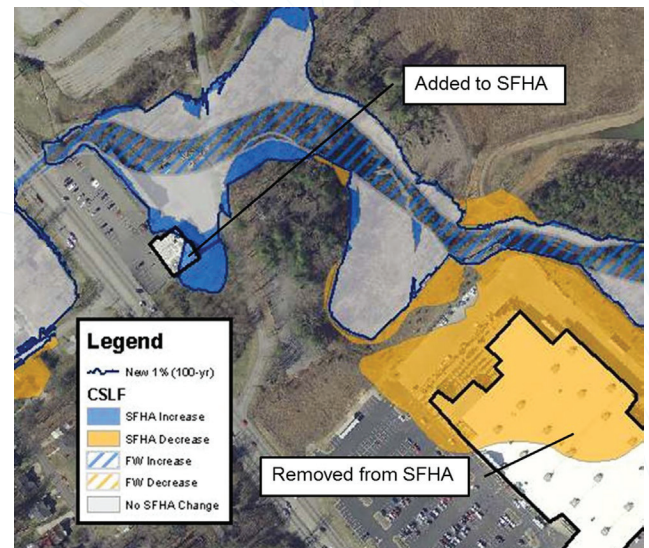 Added to SFHA
Legend
New 1% (100-yr)
CSLF
SFHA Increase
SFHA Decrease
FW Increase
FW Decrease
No SFHA Change
Removed from SFHA